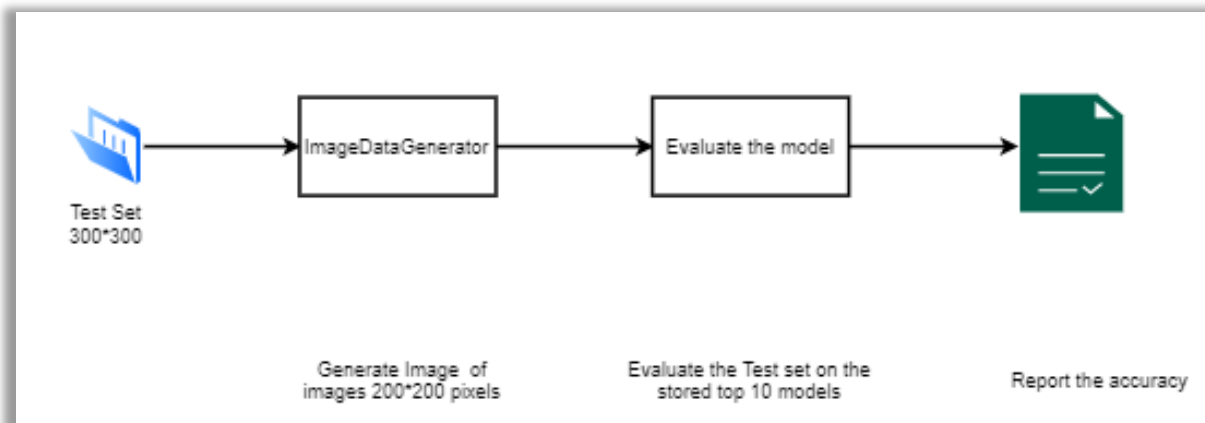 Test Set
300*300
ImageDataGenerator
Evaluate the model
Generate Image of
images 200*200 pixels
Evaluate the Test set on the
stored top 10 models
Report the accuracy